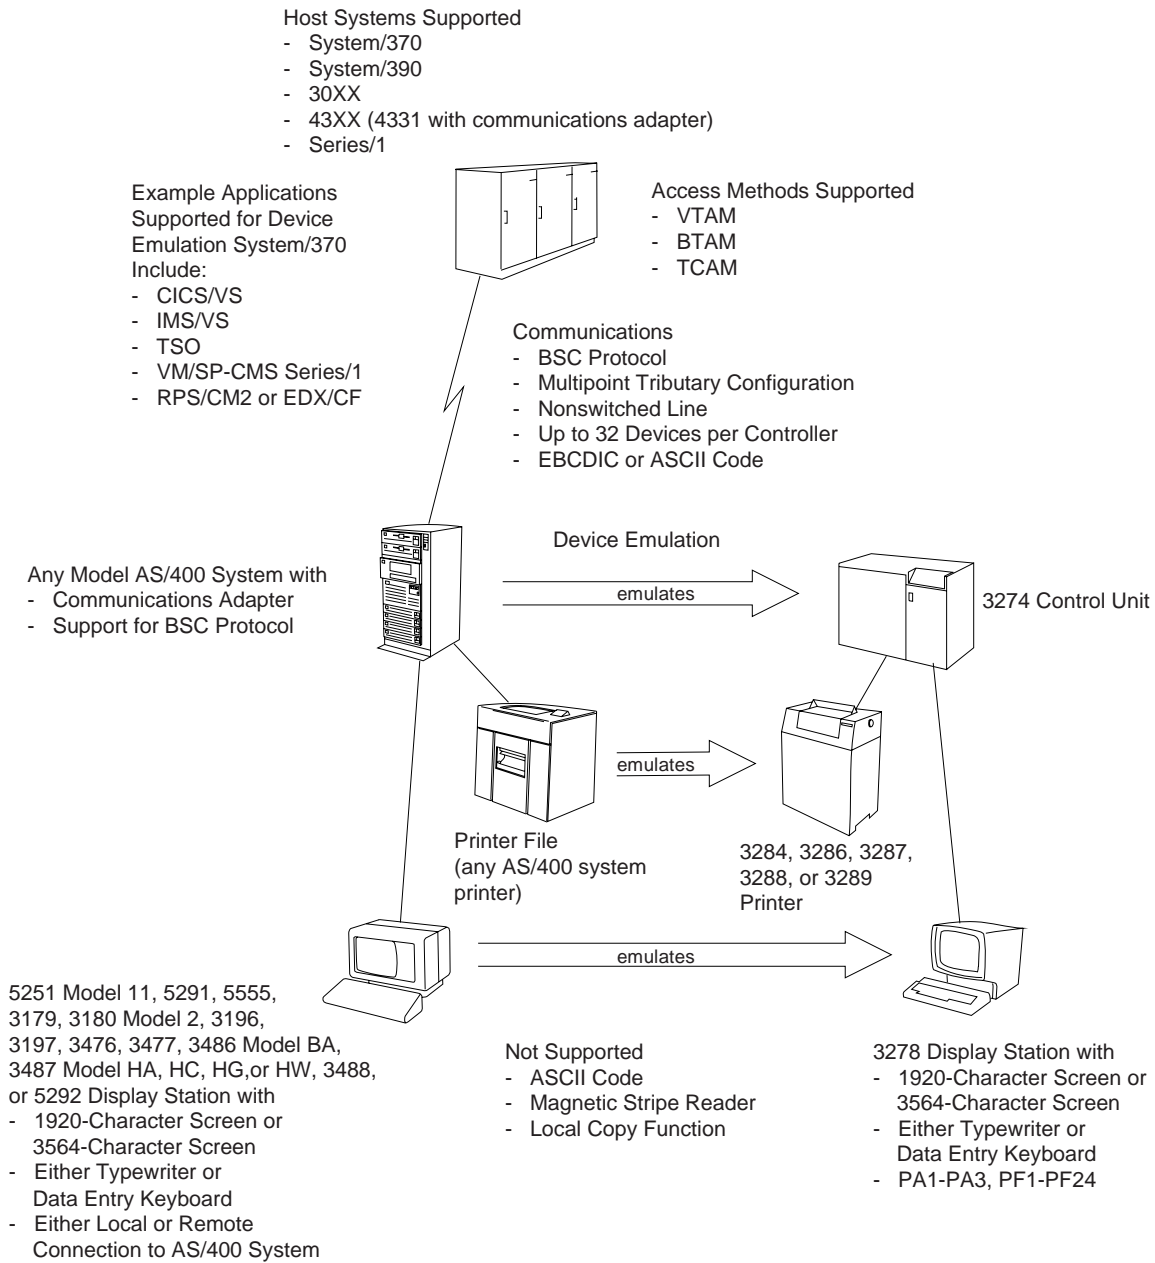 Host Systems Supported
- System/370
- System/390
- 30XX
- 43XX (4331 with communications adapter)
- Series/1
Example Applications
Supported for Device
Emulation System/370
Include:
- CICS/VS
- IMS/VS
- TSO
- VM/SP-CMS Series/1
- RPS/CM2 or EDX/CF
Access Methods Supported
- VTAM
- BTAM
- TCAM
Communications
- BSC Protocol
- Multipoint Tributary Configuration
- Nonswitched Line
- Up to 32 Devices per Controller
- EBCDIC or ASCII Code
Any Model AS/400 System with
- Communications Adapter
- Support for BSC Protocol
Device Emulation
emulates
3274 Control Unit
emulates
Printer File
(any AS/400 system
printer)
3284, 3286, 3287,
3288, or 3289
Printer
emulates
5251 Model 11, 5291, 5555,
3179, 3180 Model 2, 3196,
3197, 3476, 3477, 3486 Model BA,
3487 Model HA, HC, HG,or HW, 3488,
or 5292 Display Station with
- 1920-Character Screen or
3564-Character Screen
- Either Typewriter or
Data Entry Keyboard
- Either Local or Remote
Connection to AS/400 System
Not Supported
- ASCII Code
- Magnetic Stripe Reader
- Local Copy Function
3278 Display Station with
- 1920-Character Screen or
3564-Character Screen
- Either Typewriter or
Data Entry Keyboard
- PA1-PA3, PF1-PF24